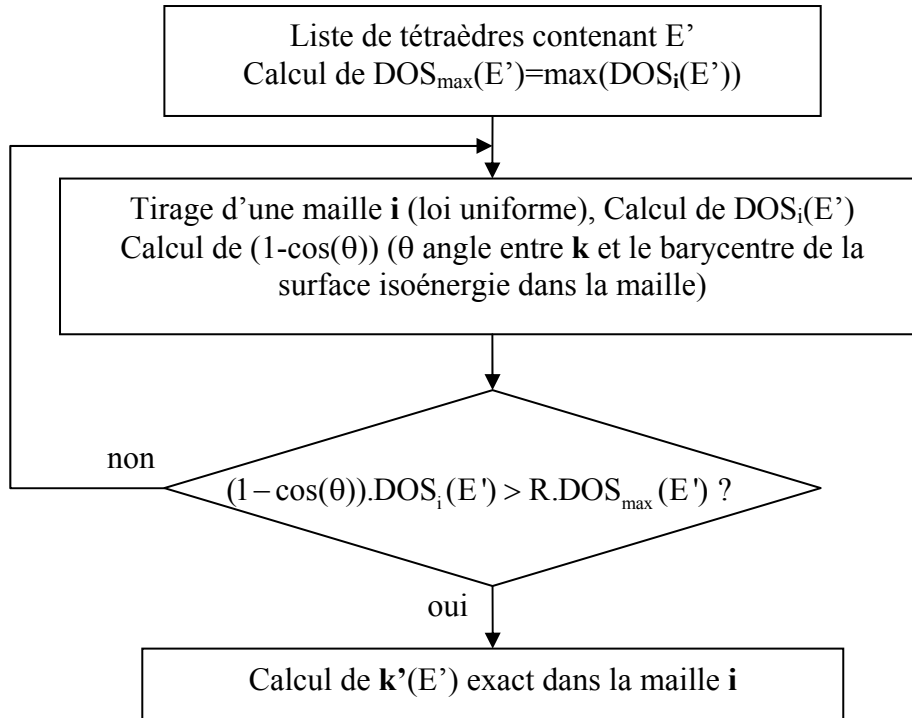 Liste de tétraèdres contenant E’
Calcul de DOSmax(E’)=max(DOSi(E’))
Tirage d’une maille i (loi uniforme), Calcul de DOSi(E’)
Calcul de (1-cos(θ)) (θ angle entre k et le barycentre de la
surface isoénergie dans la maille)
non
(1−cos(θ)).DOSi(E') > R.DOSmax(E') ?
oui
Calcul de k’(E’) exact dans la maille i